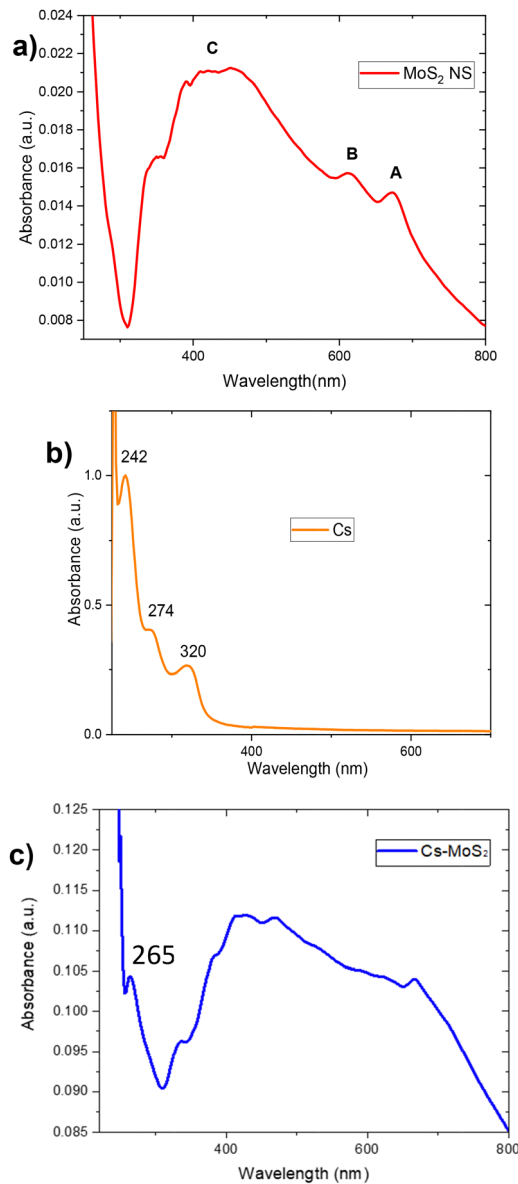 a)
C
MoS₂ NS
B
A
Absorbance (a.u.)
0.024
0.022
0.020
0.018
0.016
0.014
0.012
0.010
0.008
400
600
800
Wavelength(nm)
b)
242
274
320
Cs
Absorbance (a.u.)
1.0
0.5
0.0
400
600
Wavelength (nm)
c)
265
Cs-MoS₂
Absorbance (a.u.)
0.125
0.120
0.115
0.110
0.105
0.100
0.095
0.090
0.085
400
600
800
Wavelength (nm)